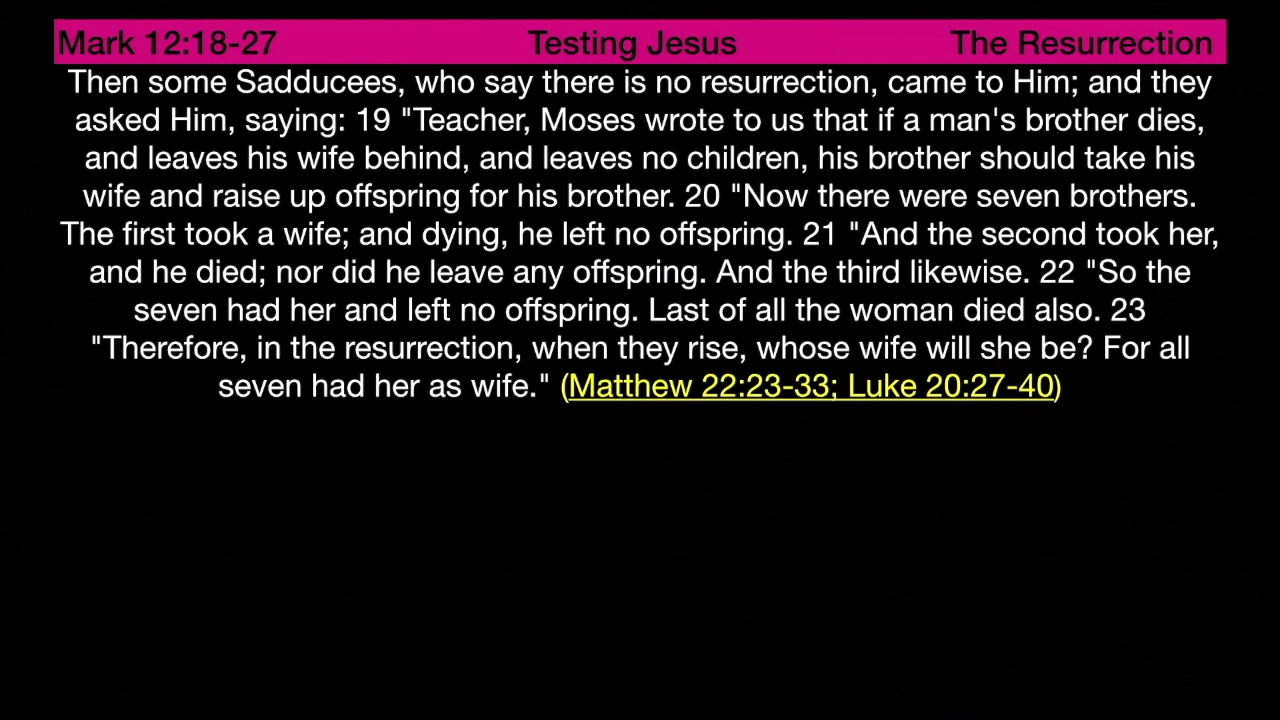 Mark 12:18-27 Testing Jesus The Resurrection
Then some Sadducees, who say there is no resurrection, came to Him; and they
asked Him, saying: 19 "Teacher, Moses wrote to us that if a man's brother dies,
and leaves his wife behind, and leaves no children, his brother should take his
wife and raise up offspring for his brother. 20 "Now there were seven brothers.
The first took a wife; and dying, he left no offspring. 21 "And the second took her,
and he died; nor did he leave any offspring. And the third likewise. 22 "So the
seven had her and left no offspring. Last of all the woman died also. 23
"Therefore, in the resurrection, when they rise, whose wife will she be? For all
seven had her as wife." (Matthew 22:23-33; Luke 20:27-40)